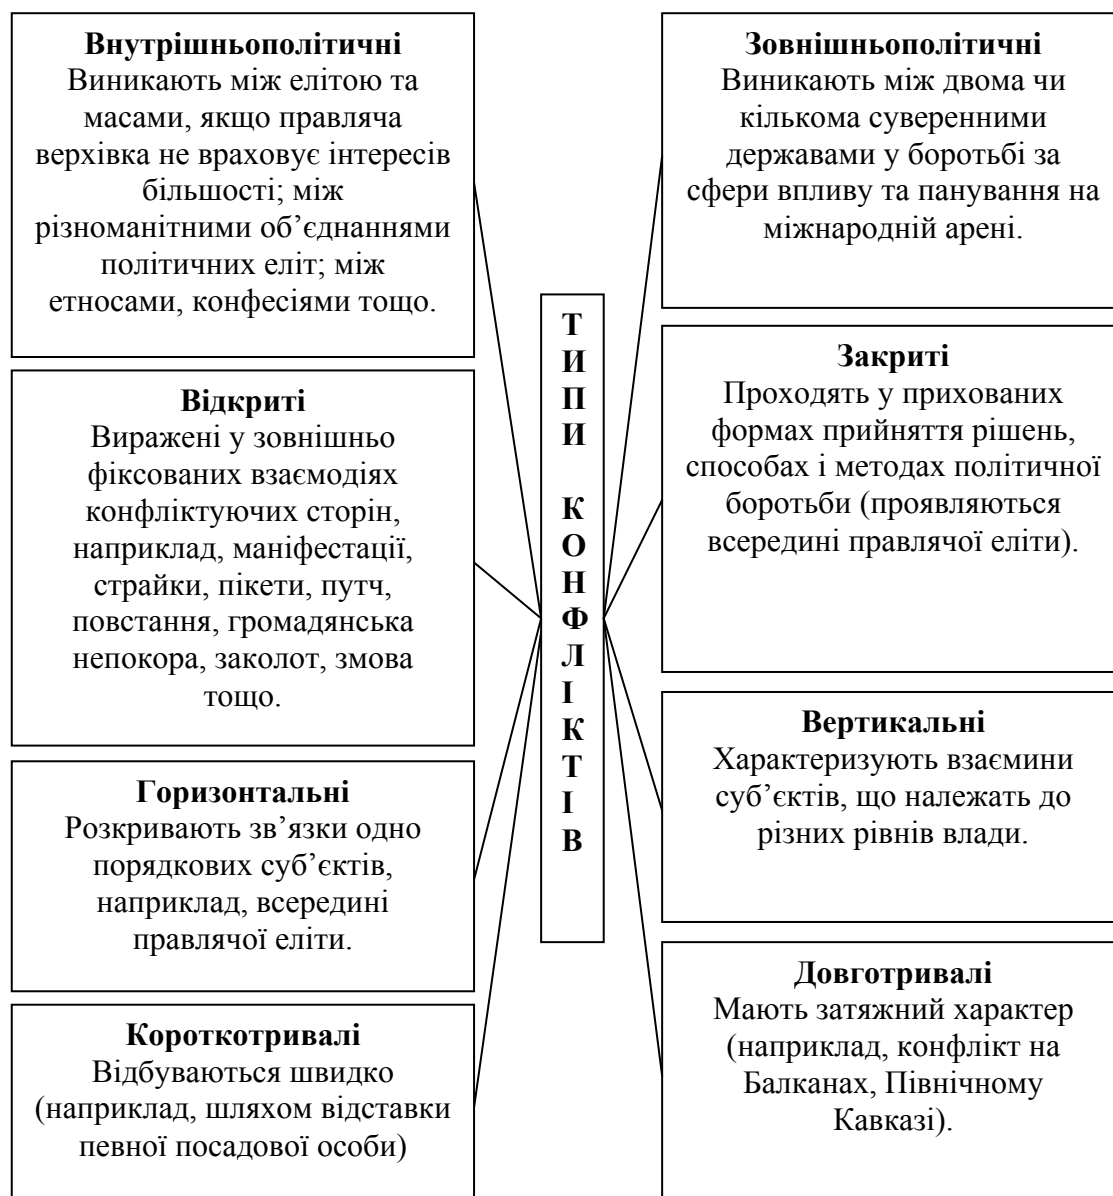 Внутрішньополітичні
Виникають між елітою та
масами, якщо правляча
верхівка не враховує інтересів
більшості; між
різноманітними об’єднаннями
політичних еліт; між
етносами, конфесіями тощо.
Відкриті
Виражені у зовнішньо
фіксованих взаємодіях
конфліктуючих сторін,
наприклад, маніфестації,
страйки, пікети, путч,
повстання, громадянська
непокора, заколот, змова
тощо.
Горизонтальні
Розкривають зв’язки одно
порядкових суб’єктів,
наприклад, всередині
правлячої еліти.
Короткотривалі
Відбуваються швидко
(наприклад, шляхом відставки
певної посадової особи)
Т
И
П
И
К
О
Н
Ф
Л
І
К
Т
І
В
Зовнішньополітичні
Виникають між двома чи
кількома суверенними
державами у боротьбі за
сфери впливу та панування на
міжнародній арені.
Закриті
Проходять у прихованих
формах прийняття рішень,
способах і методах політичної
боротьби (проявляються
всередині правлячої еліти).
Вертикальні
Характеризують взаємини
суб’єктів, що належать до
різних рівнів влади.
Довготривалі
Мають затяжний характер
(наприклад, конфлікт на
Балканах, Північному
Кавказі).